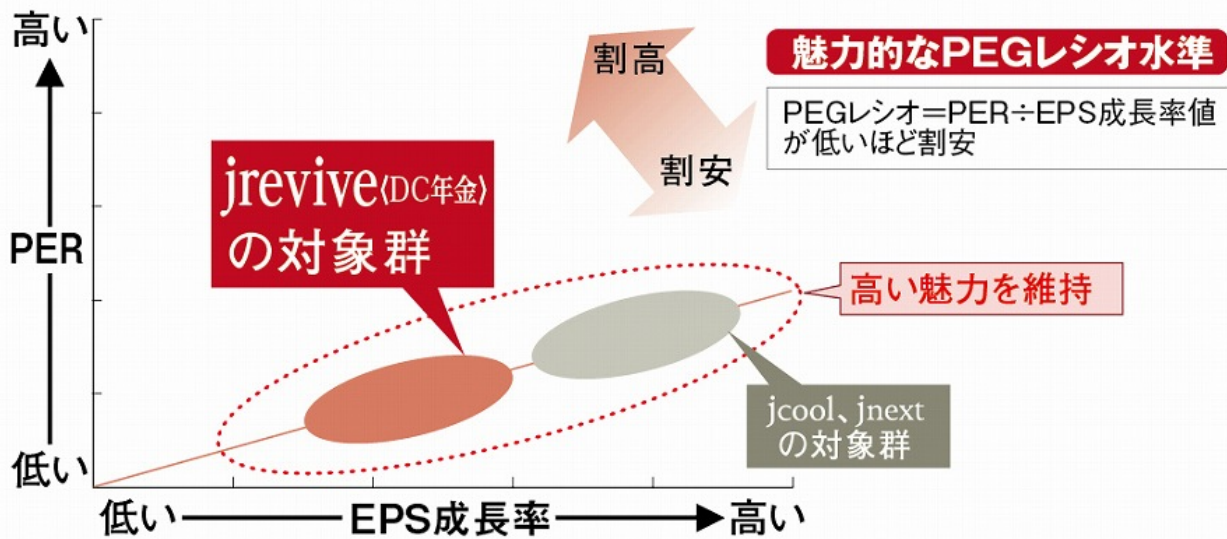 高い
PER
低い
低い
EPS成長率
高い
割高
割安
魅力的なPEGレシオ水準
PEGレシオ=PER÷EPS成長率値
が低いほど割安
jrevive〈DC年金〉
の対象群
高い魅力を維持
jcool、jnext
の対象群